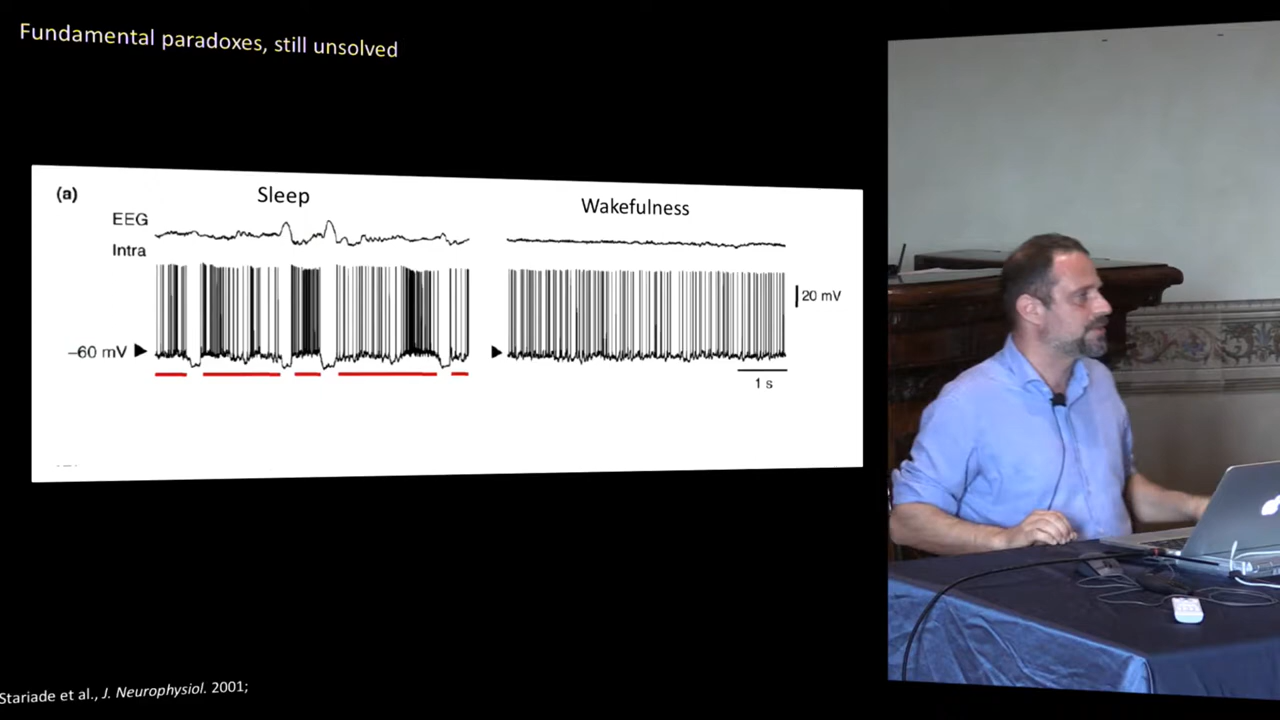 Fundamental paradoxes, still unsolved
(a)
Sleep
Wakefulness
EEG
Intra
20 mV
–60 mV
1 s
Stariade et al., J. Neurophysiol. 2001;